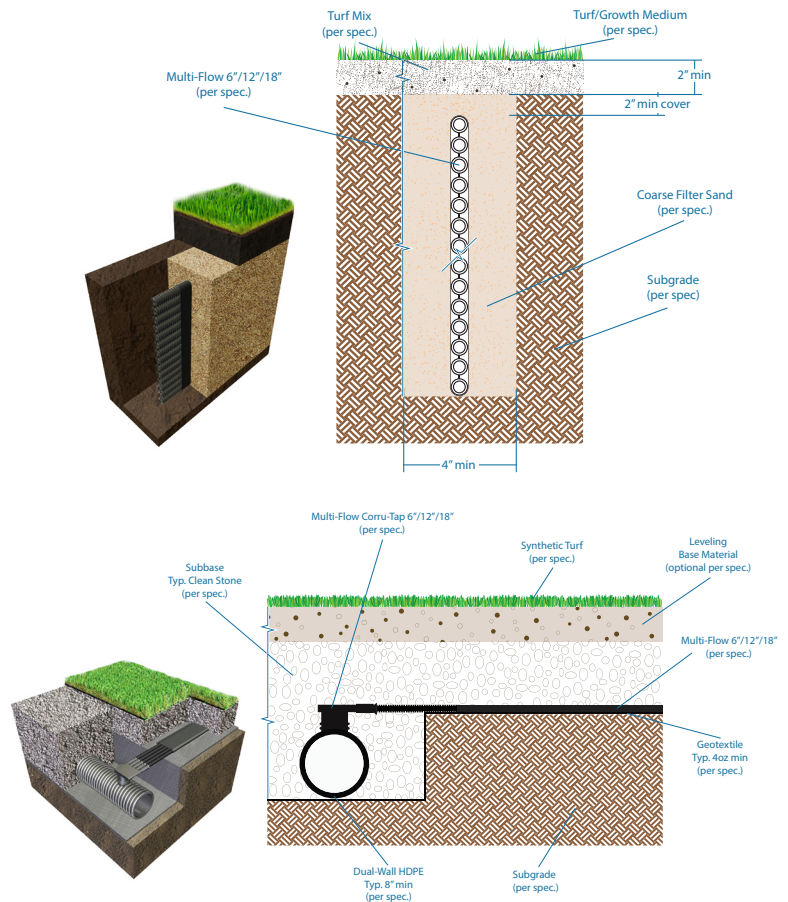 Turf Mix
(per spec.)
Turf/Growth Medium
(per spec.)
Multi-Flow 6”/12”/18”
(per spec.)
2” min
2” min cover
Coarse Filter Sand
(per spec.)
Subgrade
(per spec)
4” min
Multi-Flow Corru-Tap 6”/12”/18”
(per spec.)
Synthetic Turf
(per spec.)
Leveling
Base Material
(optional per spec.)
Subbase
Typ. Clean Stone
(per spec.)
Multi-Flow 6”/12”/18”
(per spec.)
Geotextile
Typ. 4oz min
(per spec.)
Dual-Wall HDPE
Typ. 8” min
(per spec.)
Subgrade
(per spec.)